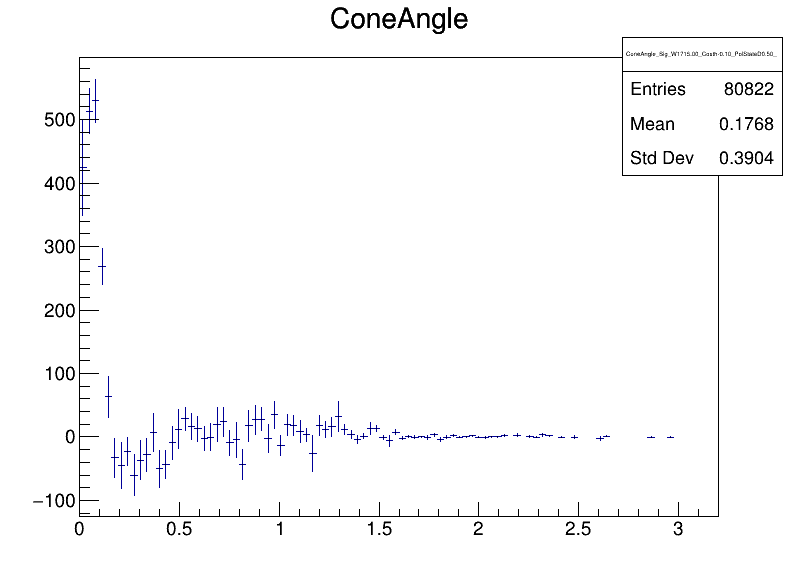 ConeAngle
ConeAngle_Sig_W1715.00_Costh-0.10_PolStateD0.50_
Entries 80822
Mean 0.1768
Std Dev 0.3904
500
400
300
200
100
0
−100
0 0.5 1 1.5 2 2.5 3